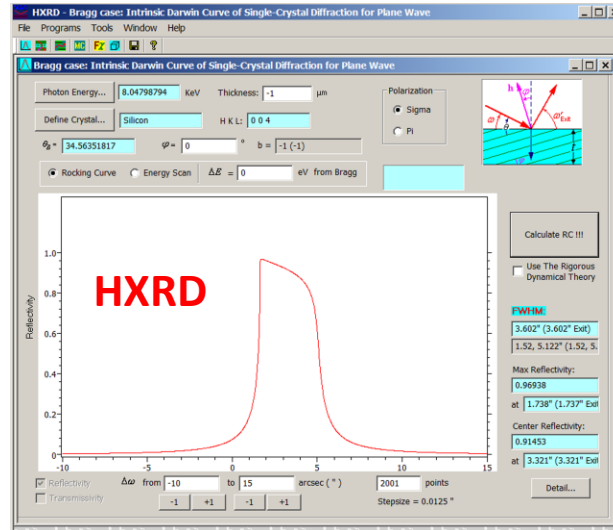 HXRD - Bragg case: Intrinsic Darwin Curve of Single-Crystal Diffraction for Plane Wave
File Programs Tools Window Help
MC Fχ ?
Bragg case: Intrinsic Darwin Curve of Single-Crystal Diffraction for Plane Wave
Photon Energy... 8.04798794 KeV Thickness: -1 μm
Polarization
Sigma
Pi
Define Crystal... Silicon H K L: 0 0 4
θB = 34.56351817 φ = 0 ° b = -1 (-1)
Rocking Curve Energy Scan ΔE = 0 eV from Bragg
h φ
Calculate RC !!!
Use The Rigorous
Dynamical Theory
FWHM:
3.602" (3.602" Exit)
1.52, 5.122" (1.52, 5.
Max Reflectivity:
0.96938
at 1.738" (1.737" Exit)
Center Reflectivity:
0.91453
at 3.321" (3.321" Exit
Detail...
HXRD
Reflectivity
1.0
0.8
0.6
0.4
0.2
0
-10 -5 0 5 10 15
Reflectivity
Transmissivity
Δω from -10 to 15 arcsec ( " ) 2001 points
-1 +1 -1 +1 Stepsize = 0.0125 "